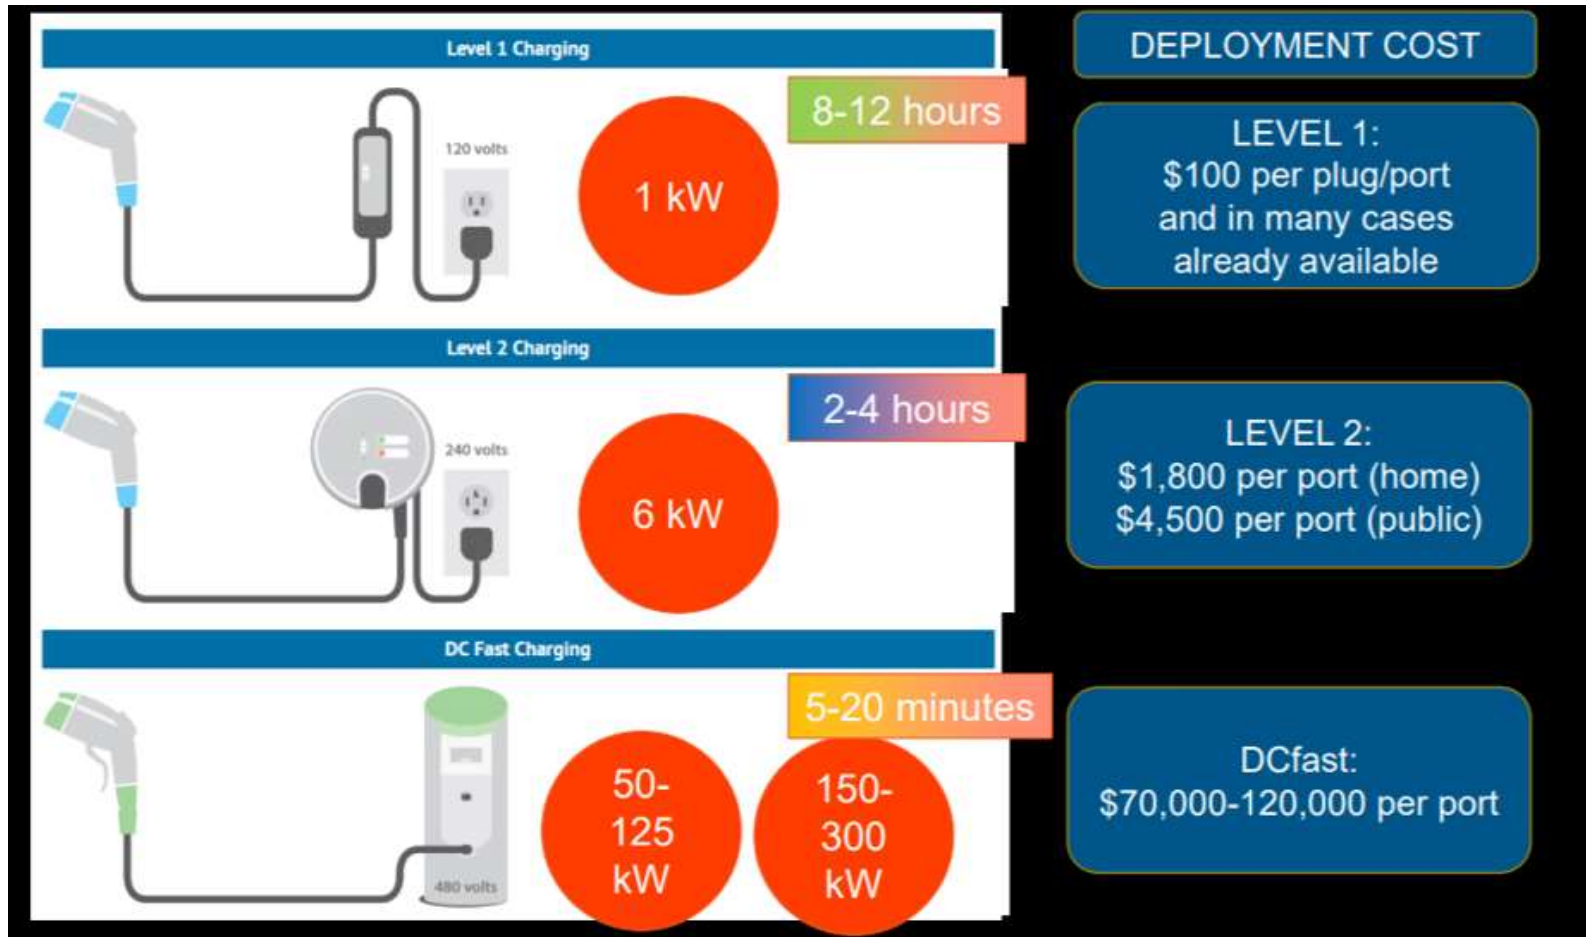 Level 1 Charging
120 volts
1 kW
8-12 hours
DEPLOYMENT COST
LEVEL 1:
$100 per plug/port
and in many cases
already available
Level 2 Charging
240 volts
6 kW
2-4 hours
LEVEL 2:
$1,800 per port (home)
$4,500 per port (public)
DC Fast Charging
480 volts
50-
125
kW
150-
300
kW
5-20 minutes
DCfast:
$70,000-120,000 per port